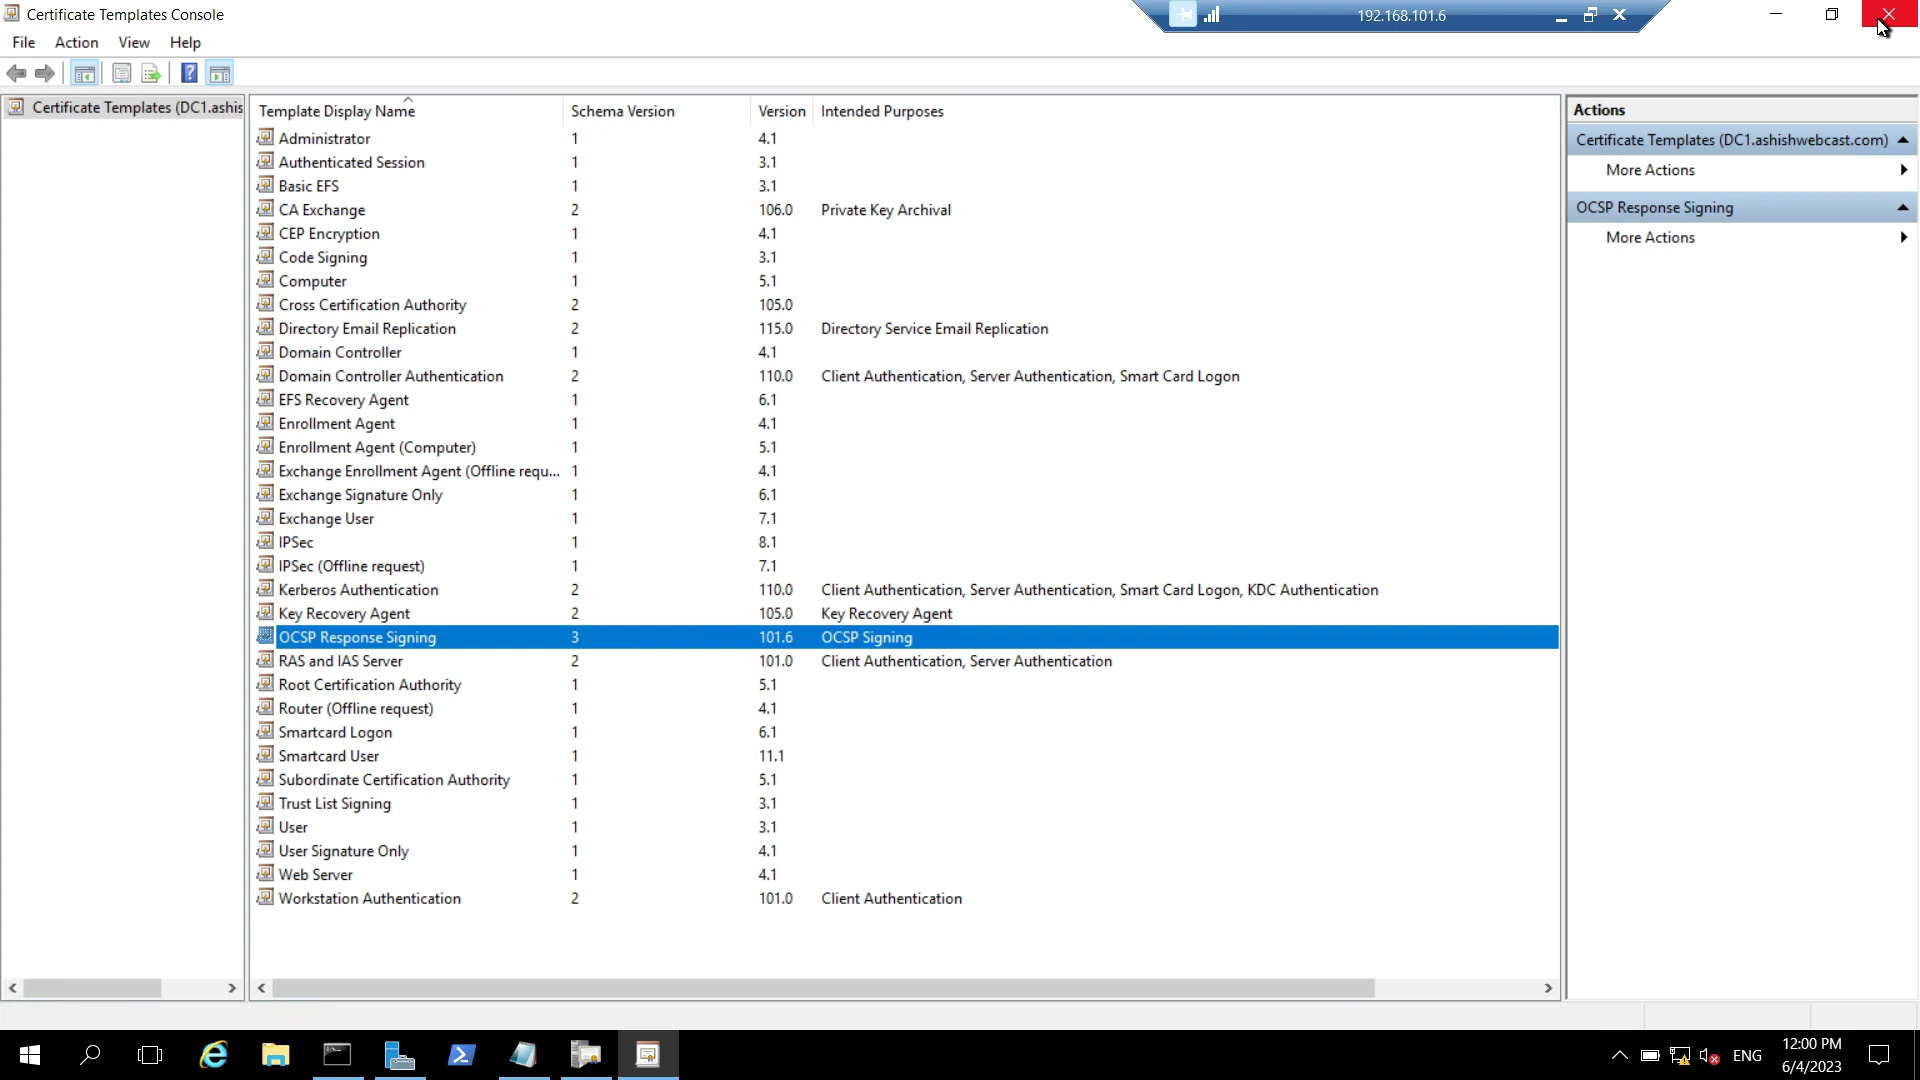 Certificate Templates Console
192.168.101.6
File Action View Help
Certificate Templates (DC1.ashis
Template Display Name Schema Version Version Intended Purposes
Administrator 1 4.1
Authenticated Session 1 3.1
Basic EFS 1 3.1
CA Exchange 2 106.0 Private Key Archival
CEP Encryption 1 4.1
Code Signing 1 3.1
Computer 1 5.1
Cross Certification Authority 2 105.0
Directory Email Replication 2 115.0 Directory Service Email Replication
Domain Controller 1 4.1
Domain Controller Authentication 2 110.0 Client Authentication, Server Authentication, Smart Card Logon
EFS Recovery Agent 1 6.1
Enrollment Agent 1 4.1
Enrollment Agent (Computer) 1 5.1
Exchange Enrollment Agent (Offline requ... 1 4.1
Exchange Signature Only 1 6.1
Exchange User 1 7.1
IPSec 1 8.1
IPSec (Offline request) 1 7.1
Kerberos Authentication 2 110.0 Client Authentication, Server Authentication, Smart Card Logon, KDC Authentication
Key Recovery Agent 2 105.0 Key Recovery Agent
OCSP Response Signing 3 101.6 OCSP Signing
RAS and IAS Server 2 101.0 Client Authentication, Server Authentication
Root Certification Authority 1 5.1
Router (Offline request) 1 4.1
Smartcard Logon 1 6.1
Smartcard User 1 11.1
Subordinate Certification Authority 1 5.1
Trust List Signing 1 3.1
User 1 3.1
User Signature Only 1 4.1
Web Server 1 4.1
Workstation Authentication 2 101.0 Client Authentication
Actions
Certificate Templates (DC1.ashishwebcast.com)
More Actions
OCSP Response Signing
More Actions
ENG
12:00 PM
6/4/2023